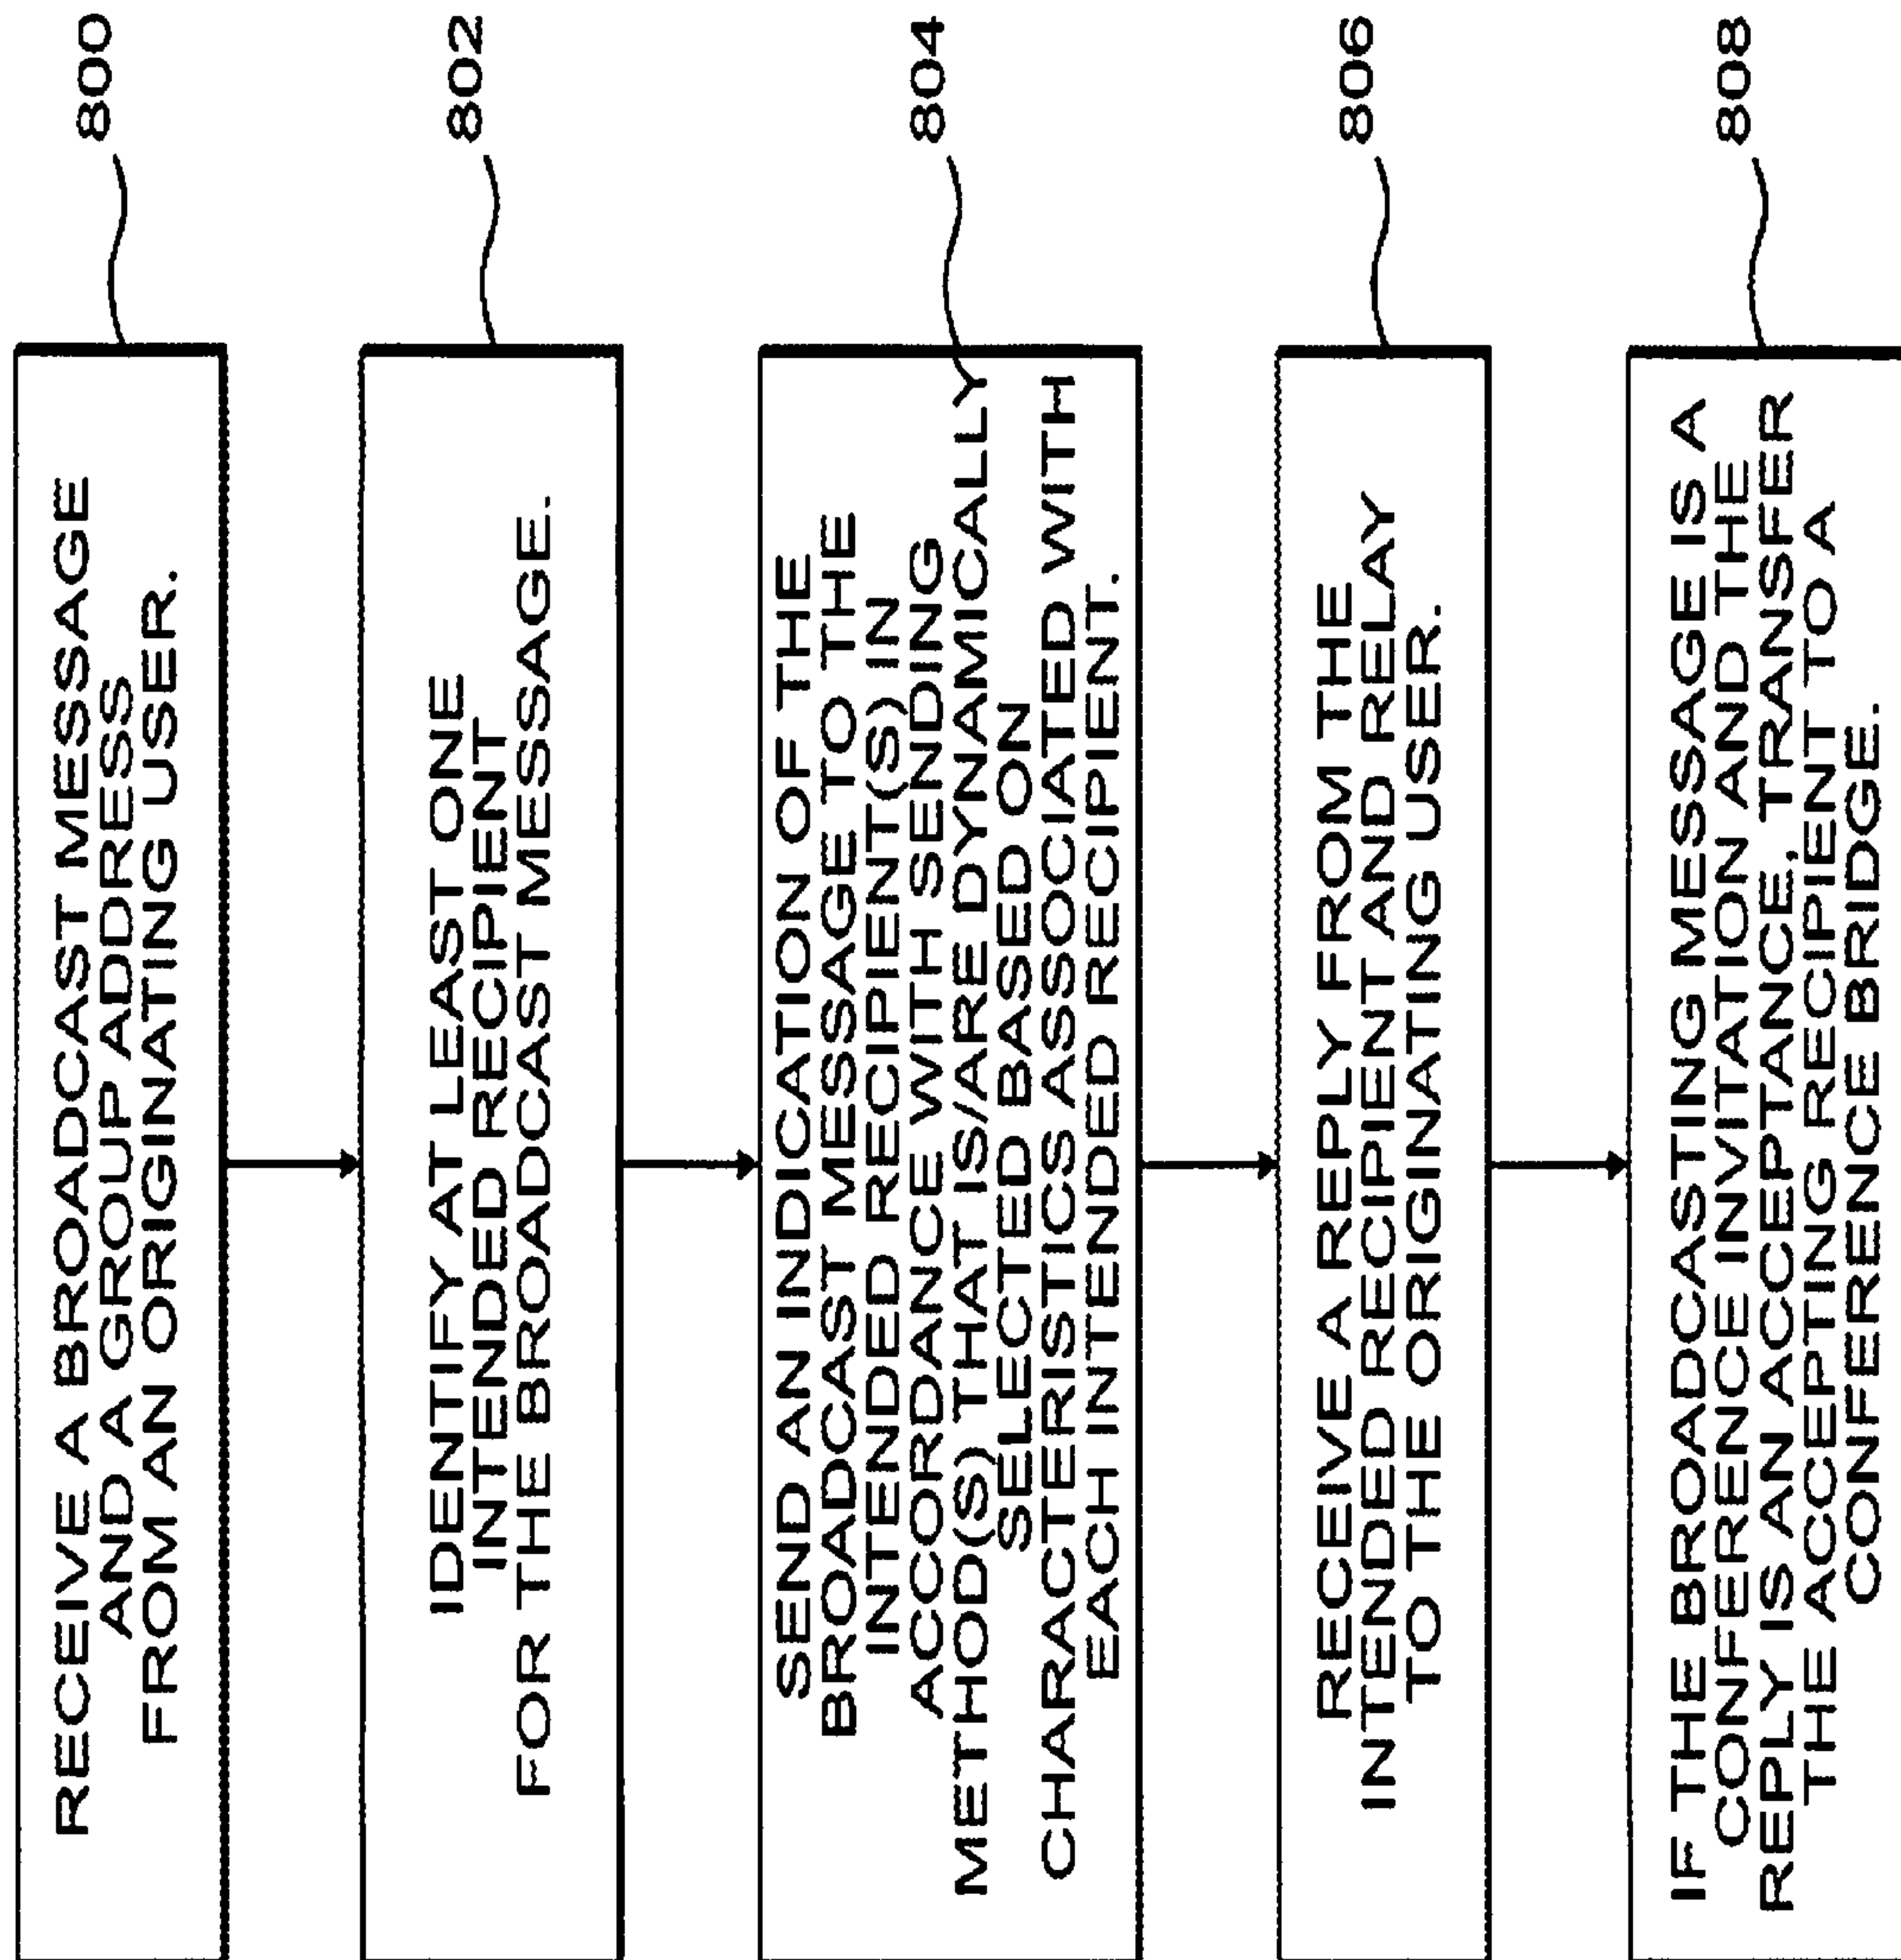 RECEIVE A BROADCAST MESSAGE
AND A GROUP ADDRESS
FROM AN ORIGINATING USER.
800
IDENTIFY AT LEAST ONE
INTENDED RECIPIENT
FOR THE BROADCAST MESSAGE.
802
SEND AN INDICATION OF THE
BROADCAST MESSAGE TO THE
INTENDED RECIPIENT(S) IN
ACCORDANCE WITH SENDING
METHOD(S) THAT IS/ARE DYNAMICALLY
SELECTED BASED ON
CHARACTERISTICS ASSOCIATED WITH
EACH INTENDED RECIPIENT.
804
RECEIVE A REPLY FROM THE
INTENDED RECIPIENT AND RELAY
TO THE ORIGINATING USER.
806
IF THE BROADCASTING MESSAGE IS A
CONFERENCE INVITATION AND THE
REPLY IS AN ACCEPTANCE, TRANSFER
THE ACCEPTING RECIPIENT TO A
CONFERENCE BRIDGE.
808